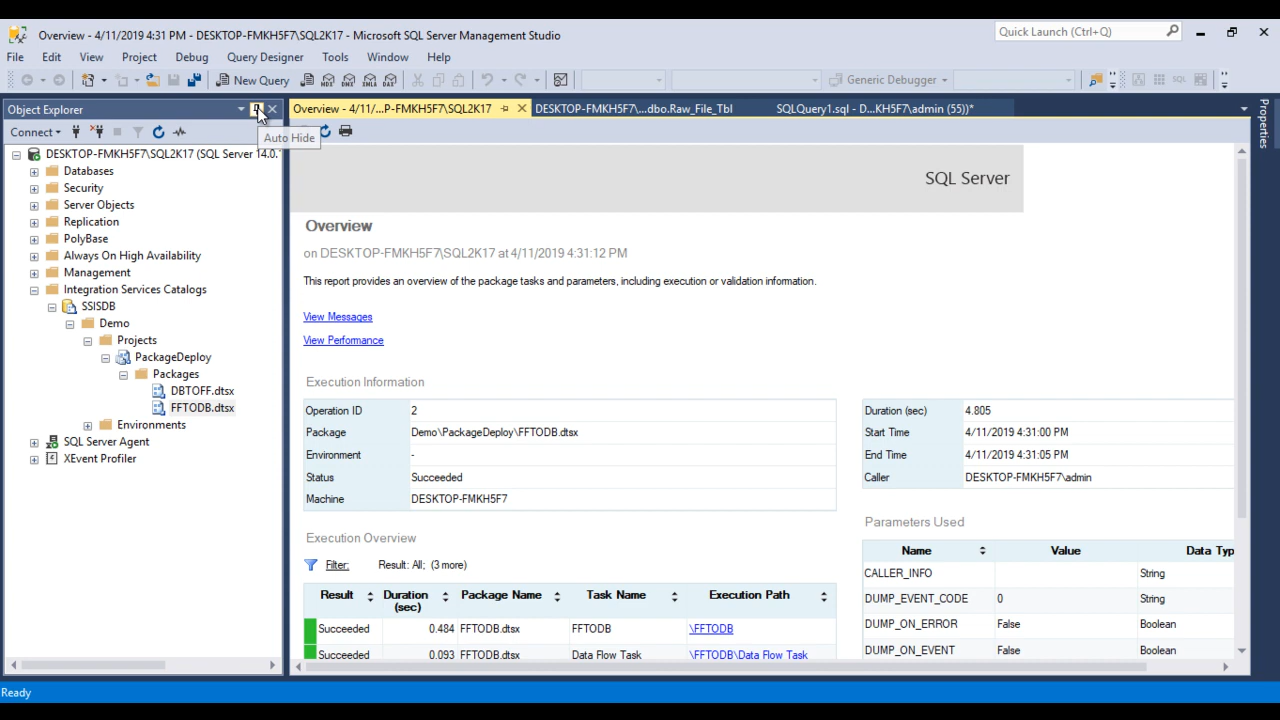 Overview - 4/11/2019 4:31 PM - DESKTOP-FMKH5F7\SQL2K17 - Microsoft SQL Server Management Studio
Quick Launch (Ctrl+Q)
File Edit View Project Debug Query Designer Tools Window Help
New Query
Generic Debugger
Object Explorer
Overview - 4/11/...P-FMKH5F7\SQL2K17
DESKTOP-FMKH5F7\...dbo.Raw_File_Tbl
SQLQuery1.sql - D...KH5F7\admin (55))*
Properties
Connect
Auto Hide
DESKTOP-FMKH5F7\SQL2K17 (SQL Server 14.0.
Databases
Security
Server Objects
Replication
PolyBase
Always On High Availability
Management
Integration Services Catalogs
SSISDB
Demo
Projects
PackageDeploy
Packages
DBTOFF.dtsx
FFTODB.dtsx
Environments
SQL Server Agent
XEvent Profiler
SQL Server
Overview
on DESKTOP-FMKH5F7\SQL2K17 at 4/11/2019 4:31:12 PM
This report provides an overview of the package tasks and parameters, including execution or validation information.
View Messages
View Performance
Execution Information
Operation ID 2
Package Demo\PackageDeploy\FFTODB.dtsx
Environment -
Status Succeeded
Machine DESKTOP-FMKH5F7
Duration (sec) 4.805
Start Time 4/11/2019 4:31:00 PM
End Time 4/11/2019 4:31:05 PM
Caller DESKTOP-FMKH5F7\admin
Execution Overview
Filter: Result: All; (3 more)
Result Duration (sec) Package Name Task Name Execution Path
Succeeded 0.484 FFTODB.dtsx FFTODB \FFTODB
Succeeded 0.093 FFTODB.dtsx Data Flow Task \FFTODB\Data Flow Task
Parameters Used
Name Value Data Typ
CALLER_INFO String
DUMP_EVENT_CODE 0 String
DUMP_ON_ERROR False Boolean
DUMP_ON_EVENT False Boolean
Ready